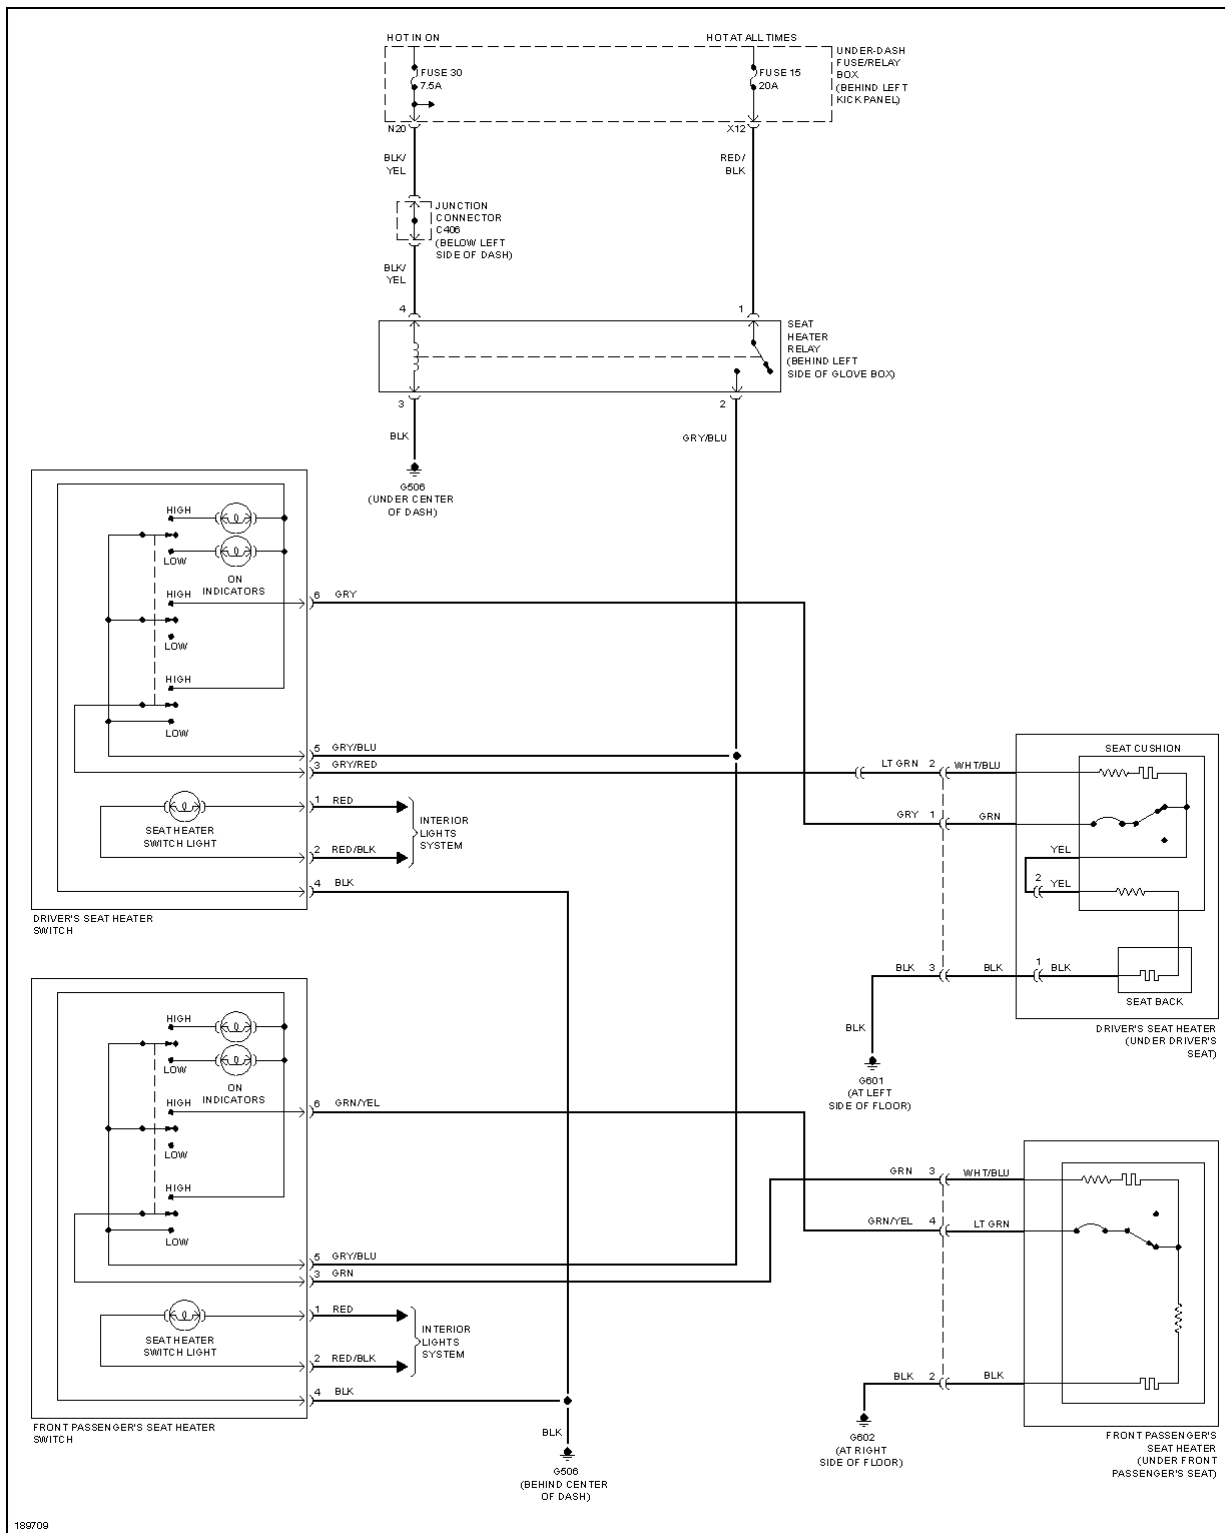 HOT IN ON
HOT AT ALL TIMES
FUSE 30
7.5A
FUSE 15
20A
UNDER-DASH
FUSE/RELAY
BOX
(BEHIND LEFT
KICK PANEL)
N20
X12
BLK/
YEL
RED/
BLK
JUNCTION
CONNECTOR
C406
(BELOW LEFT
SIDE OF DASH)
BLK/
YEL
4
1
SEAT
HEATER
RELAY
(BEHIND LEFT
SIDE OF GLOVE BOX)
3
2
BLK
GRY/BLU
G506
(UNDER CENTER
OF DASH)
HIGH
LOW
ON
INDICATORS
HIGH
LOW
HIGH
LOW
6 GRY
5 GRY/BLU
3 GRY/RED
1 RED
2 RED/BLK
INTERIOR
LIGHTS
SYSTEM
SEAT HEATER
SWITCH LIGHT
4 BLK
DRIVER'S SEAT HEATER
SWITCH
LT GRN 2 WHT/BLU
GRY 1 GRN
SEAT CUSHION
YEL
2 YEL
BLK 3 BLK 1 BLK
SEAT BACK
BLK
G601
(AT LEFT
SIDE OF FLOOR)
DRIVER'S SEAT HEATER
(UNDER DRIVER'S
SEAT)
HIGH
LOW
ON
INDICATORS
HIGH
LOW
HIGH
LOW
6 GRN/YEL
5 GRY/BLU
3 GRN
1 RED
2 RED/BLK
INTERIOR
LIGHTS
SYSTEM
SEAT HEATER
SWITCH LIGHT
4 BLK
FRONT PASSENGER'S SEAT HEATER
SWITCH
BLK
G506
(BEHIND CENTER
OF DASH)
GRN 3 WHT/BLU
GRN/YEL 4 LT GRN
BLK 2 BLK
G602
(AT RIGHT
SIDE OF FLOOR)
FRONT PASSENGER'S
SEAT HEATER
(UNDER FRONT
PASSENGER'S SEAT)
189709